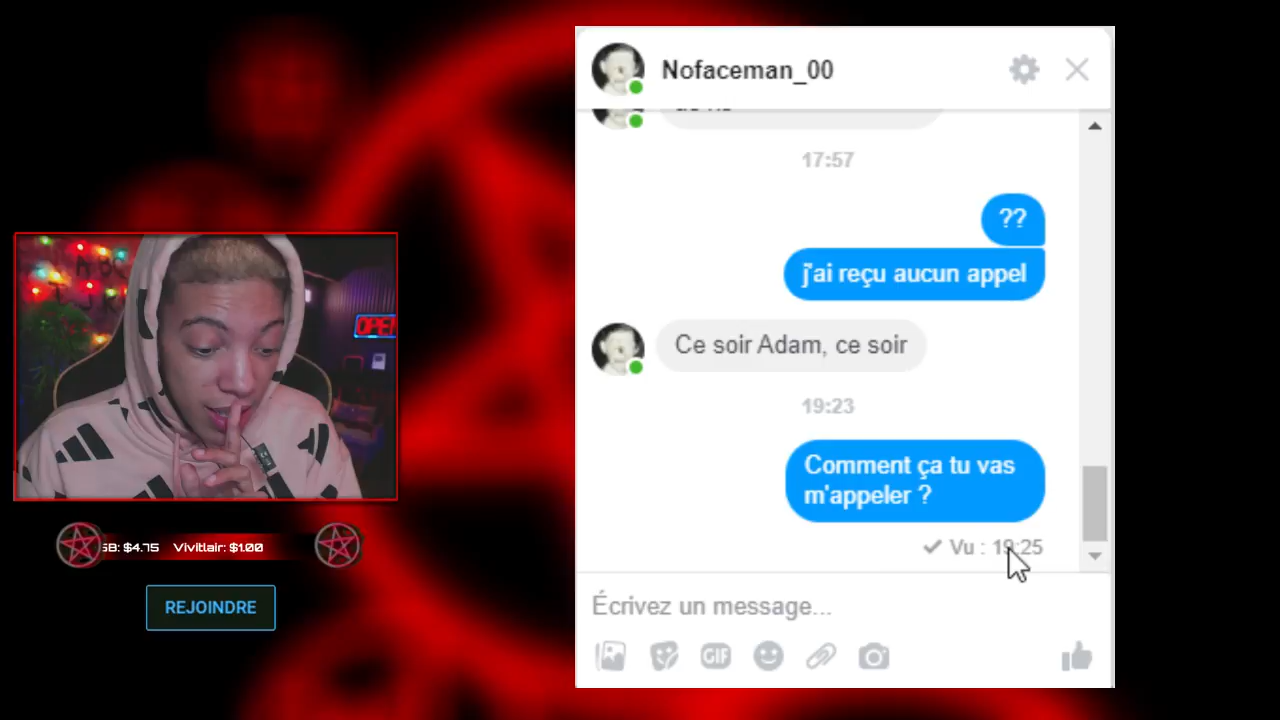 Nofaceman_00
17:57
??
j'ai reçu aucun appel
Ce soir Adam, ce soir
19:23
Comment ça tu vas
m'appeler ?
Vu : 19:25
Écrivez un message...
GIF
OPEN
GB: $4.75 Vivitlair: $1.00
REJOINDRE